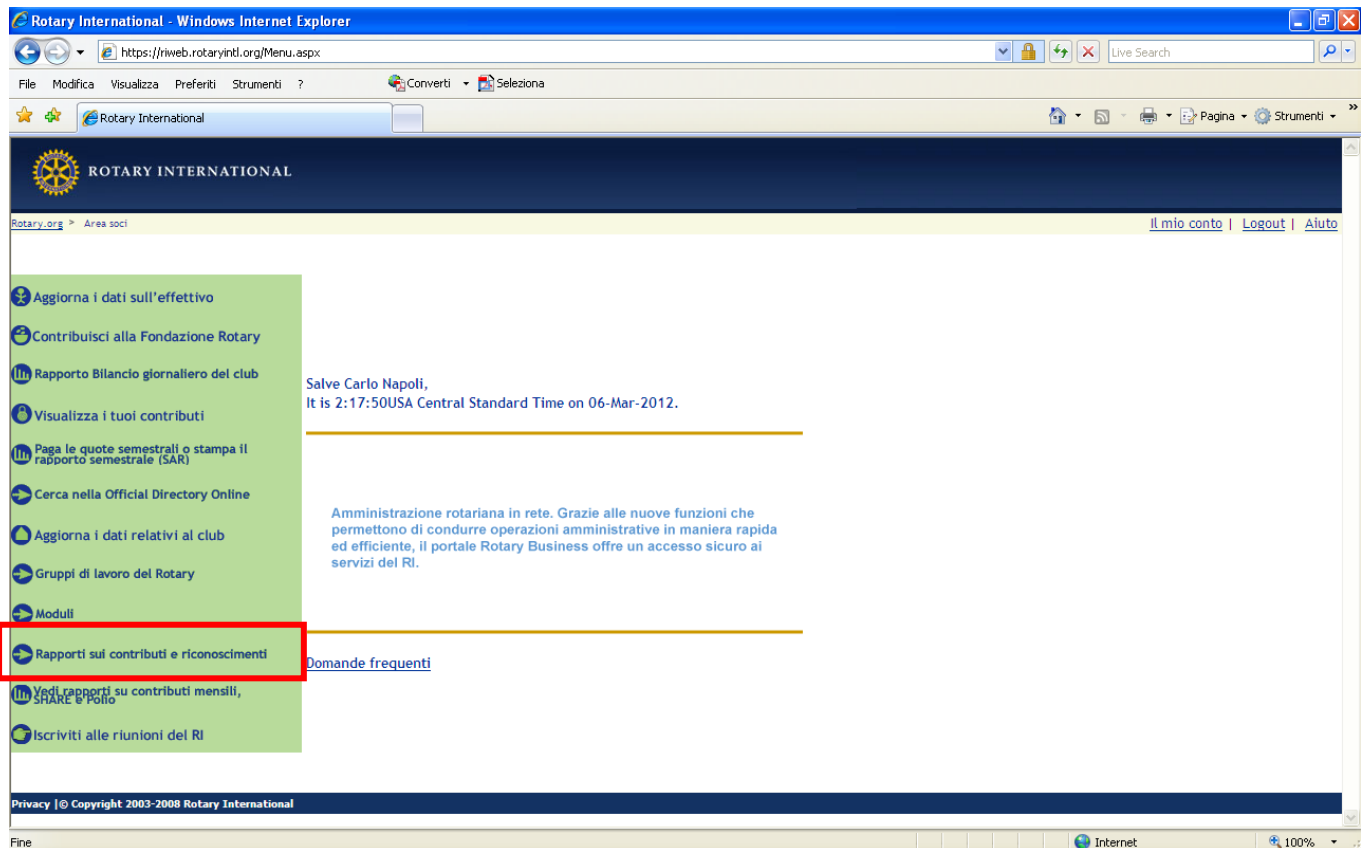 Rotary International - Windows Internet Explorer
https://riweb.rotaryintl.org/Menu.aspx
Live Search
File Modifica Visualizza Preferiti Strumenti ?
Converti
Seleziona
Rotary International
Pagina
Strumenti
»
ROTARY INTERNATIONAL
Rotary.org > Area soci
Il mio conto | Logout | Aiuto
Aggiorna i dati sull'effettivo
Contribuisci alla Fondazione Rotary
Rapporto Bilancio giornaliero del club
Visualizza i tuoi contributi
Paga le quote semestrali o stampa il
rapporto semestrale (SAR)
Cerca nella Official Directory Online
Aggiorna i dati relativi al club
Gruppi di lavoro del Rotary
Moduli
Rapporti sui contributi e riconoscimenti
Vedi rapporti su contributi mensili,
SHARE e Polio
Iscriviti alle riunioni del RI
Salve Carlo Napoli,
It is 2:17:50USA Central Standard Time on 06-Mar-2012.
Amministrazione rotariana in rete. Grazie alle nuove funzioni che
permettono di condurre operazioni amministrative in maniera rapida
ed efficiente, il portale Rotary Business offre un accesso sicuro ai
servizi del RI.
Domande frequenti
Privacy |© Copyright 2003-2008 Rotary International
Fine
Internet
100%